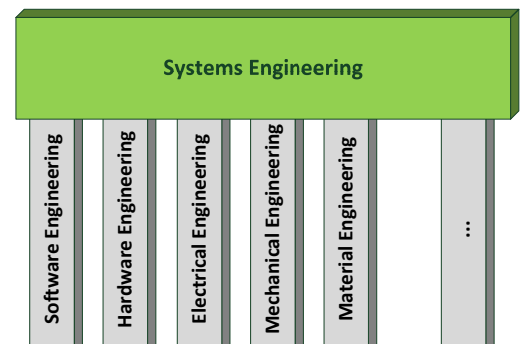 Systems Engineering
Software Engineering
Hardware Engineering
Electrical Engineering
Mechanical Engineering
Material Engineering
...